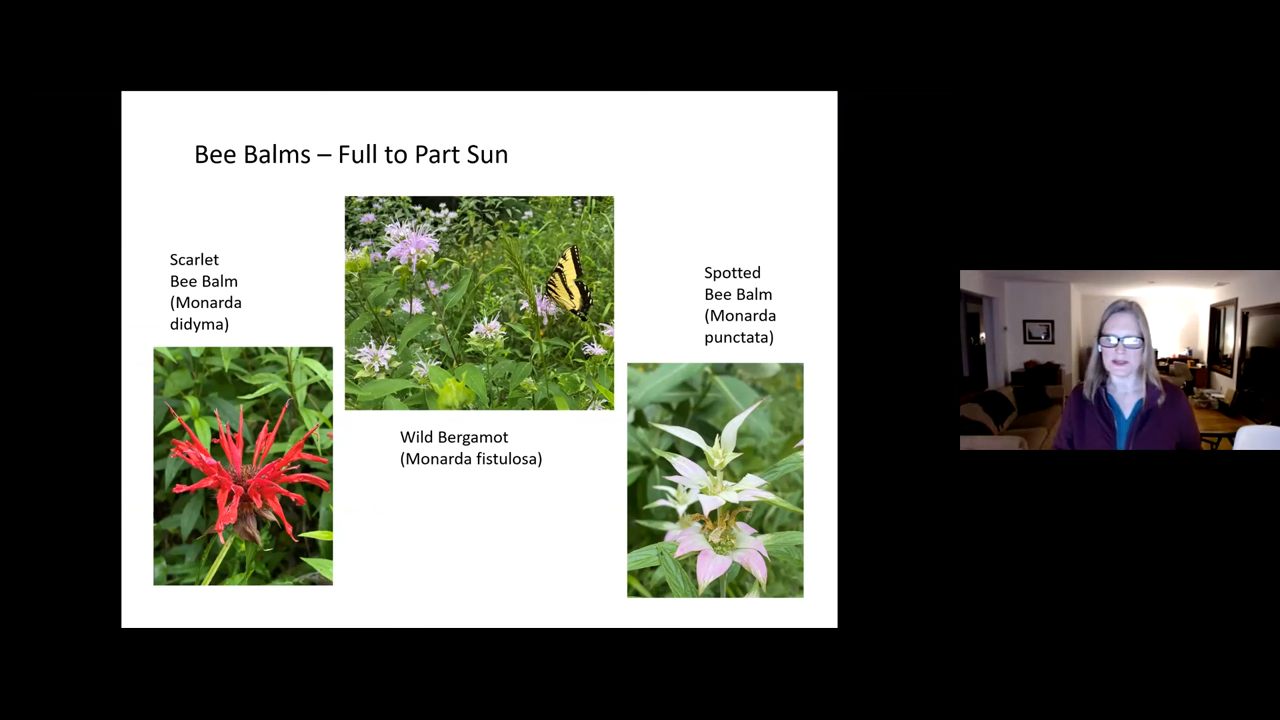 Bee Balms – Full to Part Sun
Scarlet
Bee Balm
(Monarda
didyma)
Wild Bergamot
(Monarda fistulosa)
Spotted
Bee Balm
(Monarda
punctata)